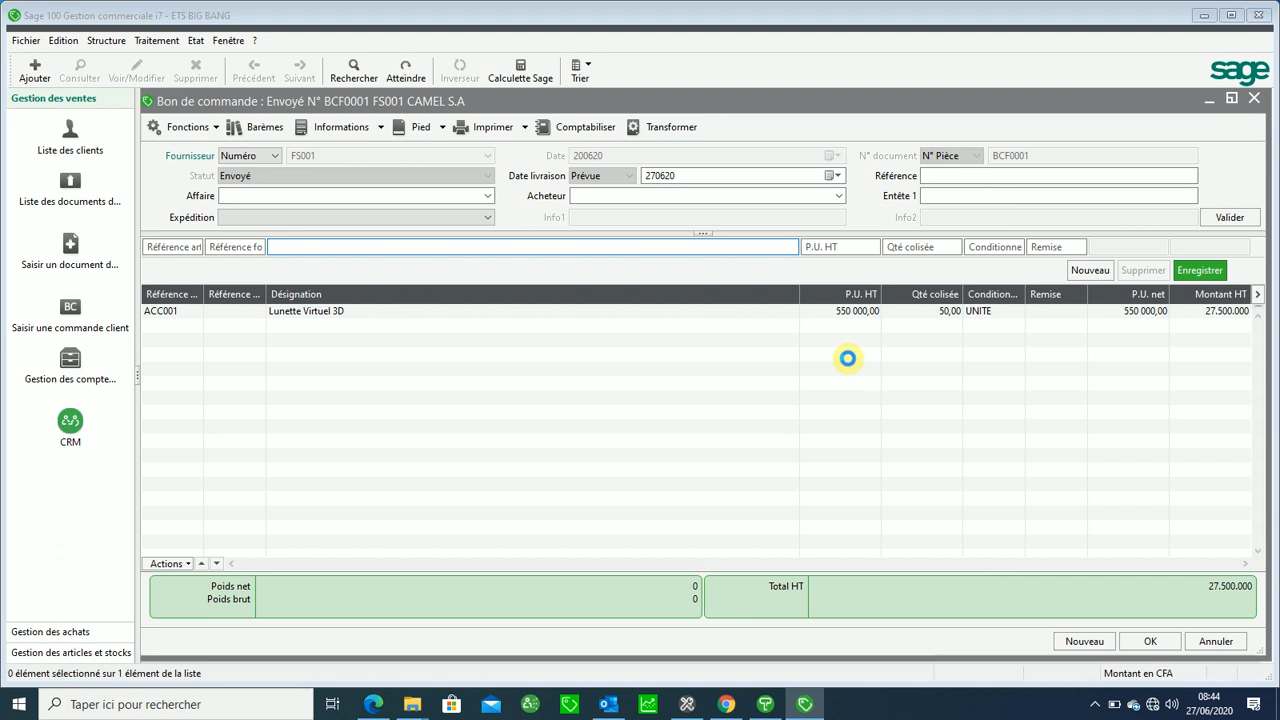 Sage 100 Gestion commerciale i7 - ETS BIG BANG
Fichier Edition Structure Traitement Etat Fenêtre ?
Ajouter Consulter Voir/Modifier Supprimer Précédent Suivant Rechercher Atteindre Inverseur Calculette Sage Trier
sage
Gestion des ventes
Liste des clients
Liste des documents d...
Saisir un document d...
BC
Saisir une commande client
Gestion des compte...
CRM
Gestion des achats
Gestion des articles et stocks
Bon de commande : Envoyé N° BCF0001 FS001 CAMEL S.A
Fonctions Barèmes Informations Pied Imprimer Comptabiliser Transformer
Fournisseur Numéro FS001 Date 200620 N° document N° Pièce BCF0001
Statut Envoyé Date livraison Prévue 270620 Référence
Affaire Acheteur Entête 1
Expédition Info1 Info2 Valider
Référence art Référence fo P.U. HT Qté colisée Conditionne Remise
Nouveau Supprimer Enregistrer
Référence ... Référence ... Désignation P.U. HT Qté colisée Condition... Remise P.U. net Montant HT
ACC001 Lunette Virtuel 3D 550 000,00 50,00 UNITE 550 000,00 27.500.000
Actions
Poids net 0 Total HT 27.500.000
Poids brut 0
Nouveau OK Annuler
0 élément sélectionné sur 1 élément de la liste Montant en CFA
Taper ici pour rechercher 08:44
27/06/2020